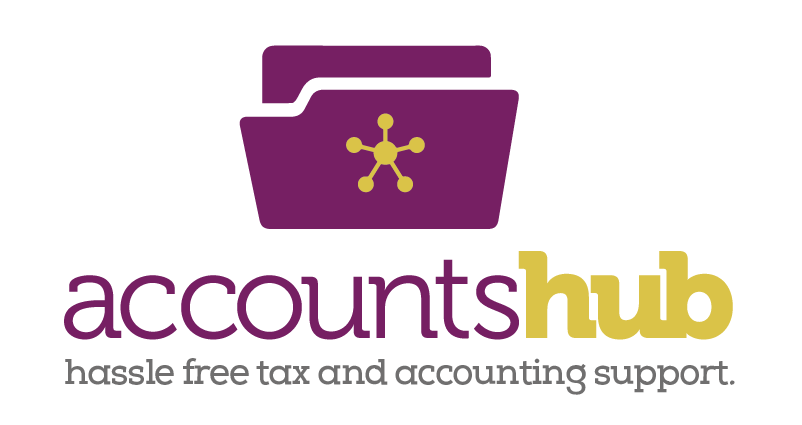 accountshub
hassle free tax and accounting support.